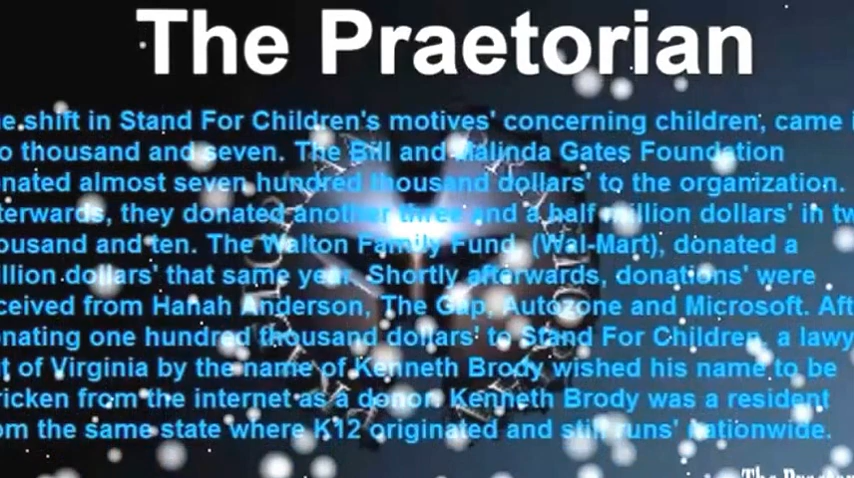 The Praetorian
e shift in Stand For Children's motives' concerning children, came i
o thousand and seven. The Bill and Malinda Gates Foundation
nated almost seven hundred thousand dollars' to the organization.
terwards, they donated another three and a half million dollars' in tw
ousand and ten. The Walton Family Fund, (Wal-Mart), donated a
illion dollars' that same year. Shortly afterwards, donations' were
ceived from Hanah Anderson, The Gap, Autozone and Microsoft. Aft
nating one hundred thousand dollars' to Stand For Children, a lawy
t of Virginia by the name of Kenneth Brody wished his name to be
ricken from the internet as a donor. Kenneth Brody was a resident
om the same state where K12 originated and still runs' nationwide.